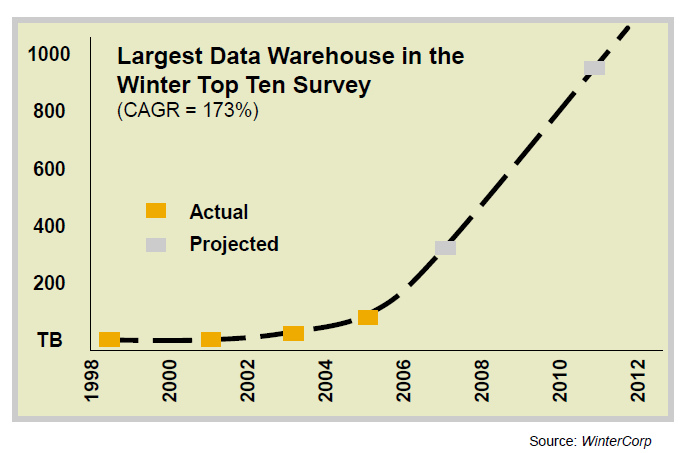 Largest Data Warehouse in the
Winter Top Ten Survey
(CAGR = 173%)
1000
800
600
400
200
TB
Actual
Projected
1998
2000
2002
2004
2006
2008
2010
2012
Source: WinterCorp